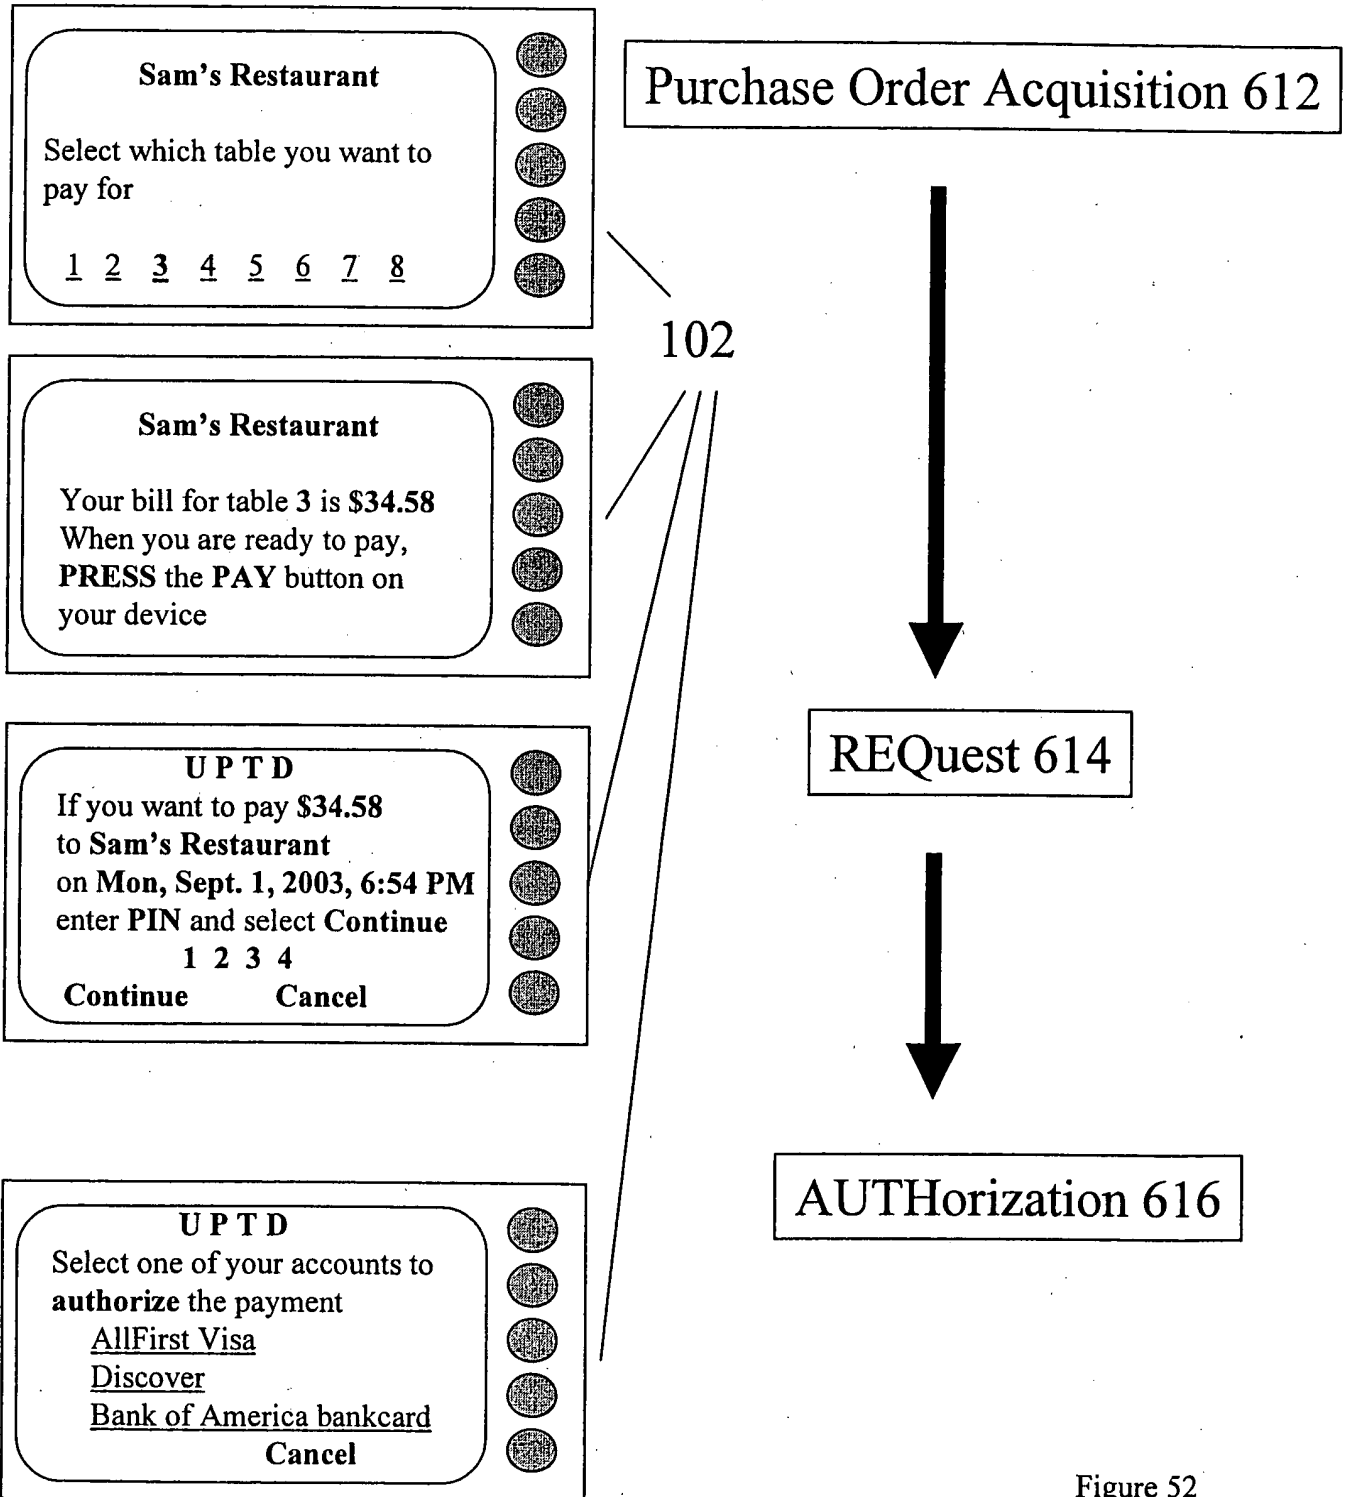 Sam's Restaurant
Select which table you want to
pay for
1 2 3 4 5 6 7 8
Purchase Order Acquisition 612
102
Sam's Restaurant
Your bill for table 3 is $34.58
When you are ready to pay,
PRESS the PAY button on
your device
REQuest 614
U P T D
If you want to pay $34.58
to Sam's Restaurant
on Mon, Sept. 1, 2003, 6:54 PM
enter PIN and select Continue
1 2 3 4
Continue Cancel
AUTHorization 616
U P T D
Select one of your accounts to
authorize the payment
AllFirst Visa
Discover
Bank of America bankcard
Cancel
Figure 52